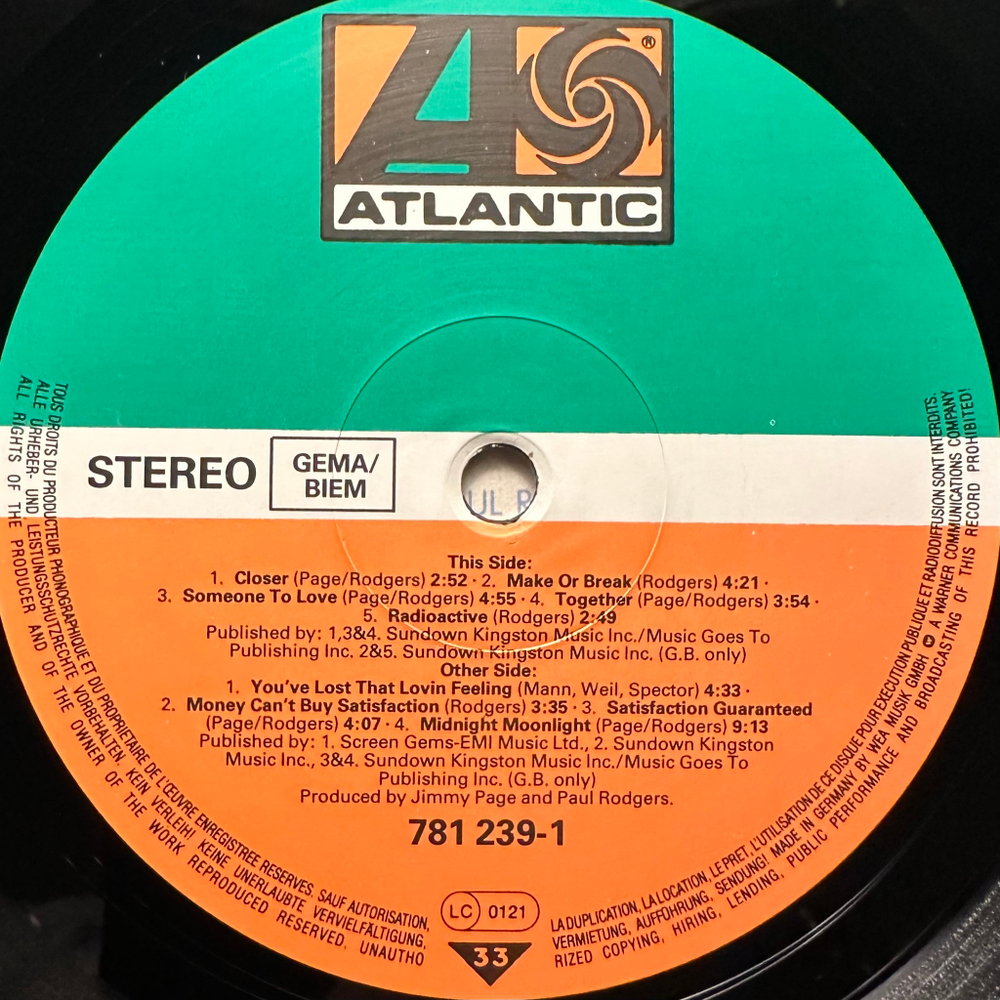 ®
ATLANTIC
STEREO
GEMA/
BIEM
UL R
This Side:
1. Closer (Page/Rodgers) 2:52 · 2. Make Or Break (Rodgers) 4:21 ·
3. Someone To Love (Page/Rodgers) 4:55 · 4. Together (Page/Rodgers) 3:54 ·
5. Radioactive (Rodgers) 2:49
Published by: 1,3&4. Sundown Kingston Music Inc./Music Goes To
Publishing Inc. 2&5. Sundown Kingston Music Inc. (G.B. only)
Other Side:
1. You've Lost That Lovin Feeling (Mann, Weil, Spector) 4:33 ·
2. Money Can't Buy Satisfaction (Rodgers) 3:35 · 3. Satisfaction Guaranteed
(Page/Rodgers) 4:07 · 4. Midnight Moonlight (Page/Rodgers) 9:13
Published by: 1. Screen Gems-EMI Music Ltd., 2. Sundown Kingston
Music Inc., 3&4. Sundown Kingston Music Inc./Music Goes To
Publishing Inc. (G.B. only)
Produced by Jimmy Page and Paul Rodgers.
781 239-1
LC 0121
33
TOUS DROITS DU PRODUCTEUR PHONOGRAPHIQUE ET DU PROPRIETAIRE DE L'ŒUVRE ENREGISTREE RESERVES. SAUF AUTORISATION, LA DUPLICATION, LA LOCATION, LE PRET, L'UTILISATION DE CE DISQUE POUR EXECUTION PUBLIQUE ET RADIODIFFUSION SONT INTERDITS.
ALLE URHEBER- UND LEISTUNGSSCHUTZRECHTE VORBEHALTEN. KEIN VERLEIH! KEINE UNERLAUBTE VERVIELFÄLTIGUNG, VERMIETUNG, AUFFÜHRUNG, SENDUNG! MADE IN GERMANY BY WEA MUSIK GMBH A WARNER COMMUNICATIONS COMPANY
ALL RIGHTS OF THE PRODUCER AND OF THE OWNER OF THE WORK REPRODUCED RESERVED. UNAUTHORIZED COPYING, HIRING, LENDING, PUBLIC PERFORMANCE AND BROADCASTING OF THIS RECORD PROHIBITED!